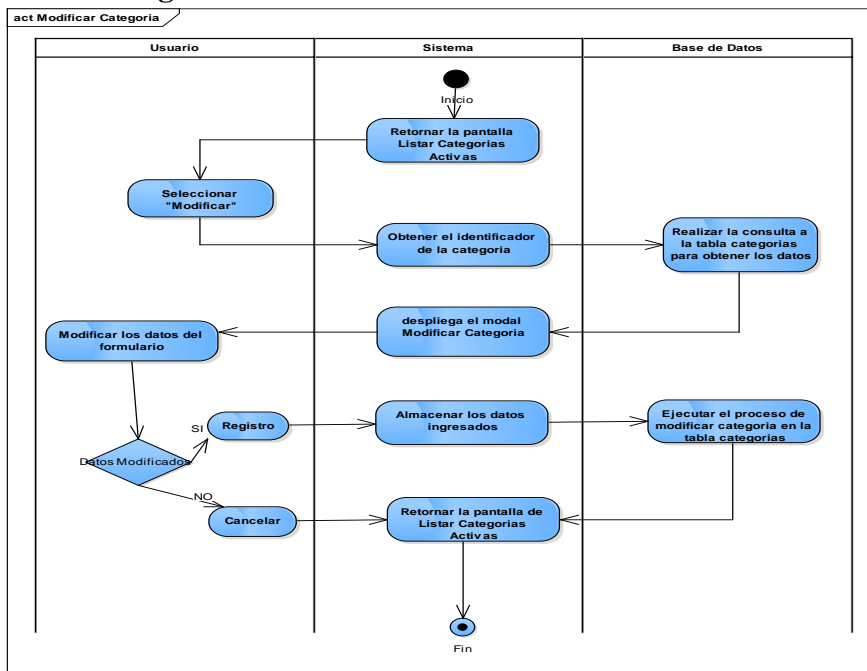 act Modificar Categoria
Usuario
Sistema
Base de Datos
Inicio
Retornar la pantalla
Listar Categorias
Activas
Seleccionar
"Modificar"
Obtener el identificador
de la categoria
Realizar la consulta a
la tabla categorias
para obtener los datos
despliega el modal
Modificar Categoria
Modificar los datos del
formulario
Datos Modificados
SI
Registro
Almacenar los datos
ingresados
Ejecutar el proceso de
modificar categoria en la
tabla categorias
NO
Cancelar
Retornar la pantalla de
Listar Categorias
Activas
Fin